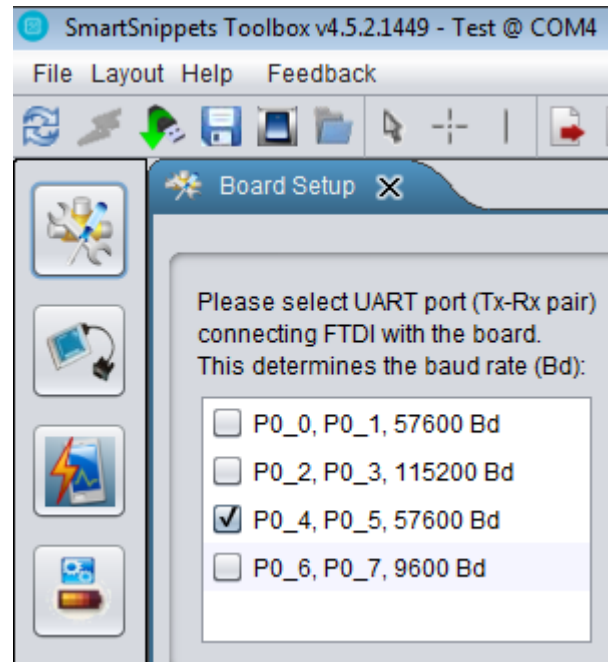 SmartSnippets Toolbox v4.5.2.1449 - Test @ COM4
File Layout Help Feedback
Board Setup
Please select UART port (Tx-Rx pair)
connecting FTDI with the board.
This determines the baud rate (Bd):
P0_0, P0_1, 57600 Bd
P0_2, P0_3, 115200 Bd
P0_4, P0_5, 57600 Bd
P0_6, P0_7, 9600 Bd